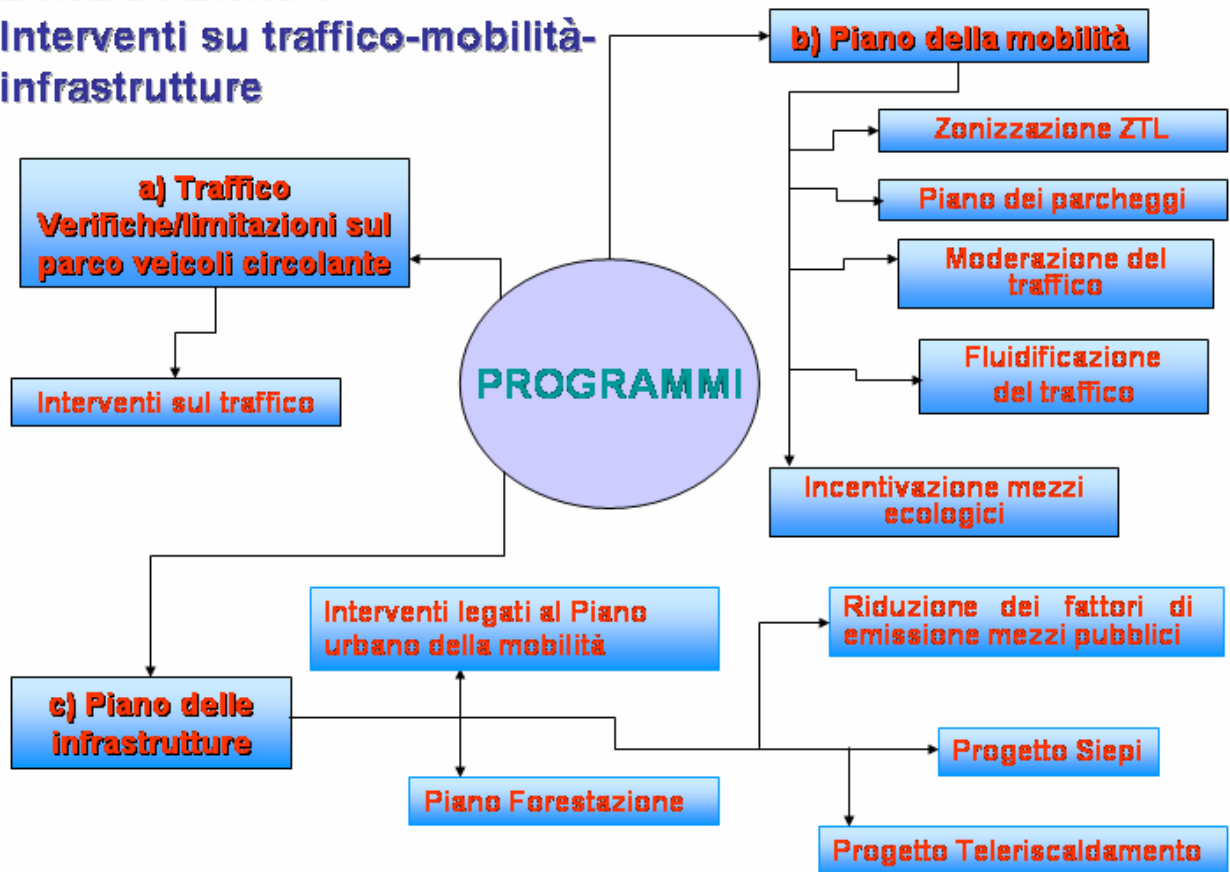 Interventi su traffico-mobilità-
infrastrutture
b) Piano della mobilità
Zonizzazione ZTL
Piano dei parcheggi
Moderazione del
traffico
Fluidificazione
del traffico
Incentivazione mezzi
ecologici
a) Traffico
Verifiche/limitazioni sul
parco veicoli circolante
Interventi sul traffico
PROGRAMMI
c) Piano delle
infrastrutture
Interventi legati al Piano
urbano della mobilità
Piano Forestazione
Riduzione dei fattori di
emissione mezzi pubblici
Progetto Siepi
Progetto Teleriscaldamento